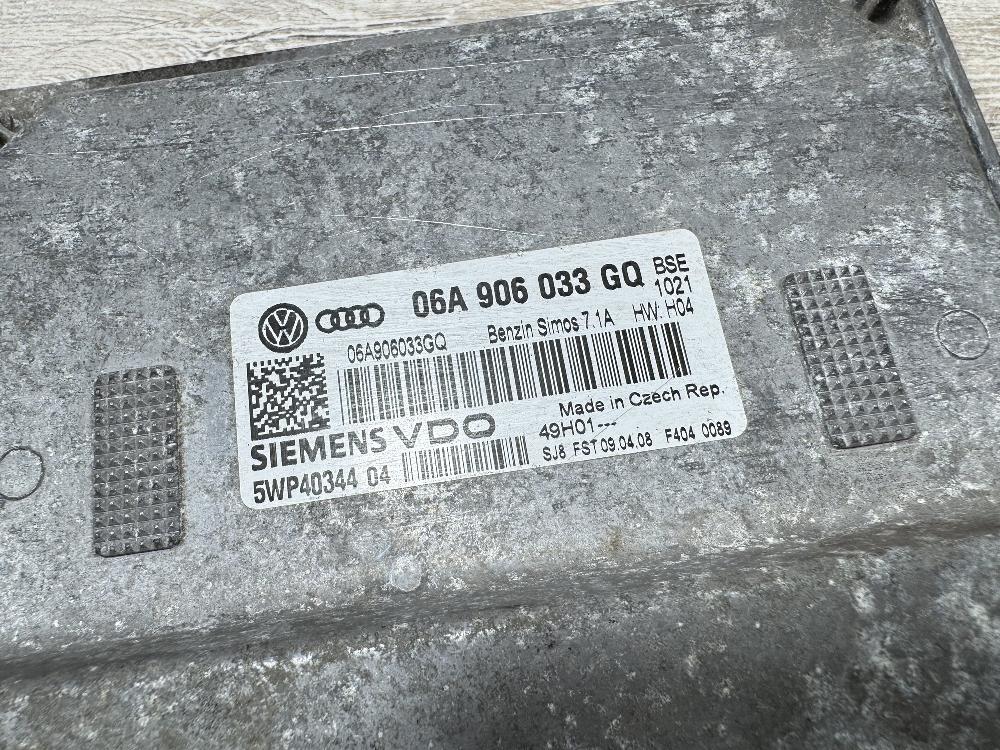 06A 906 033 GQ BSE
1021
06A906033GQ Benzin Simos 7.1A HW: H04
Made in Czech Rep.
SIEMENS VDO 49H01---
5WP40344 04 SJ8 FST 09.04.08 F404 0089